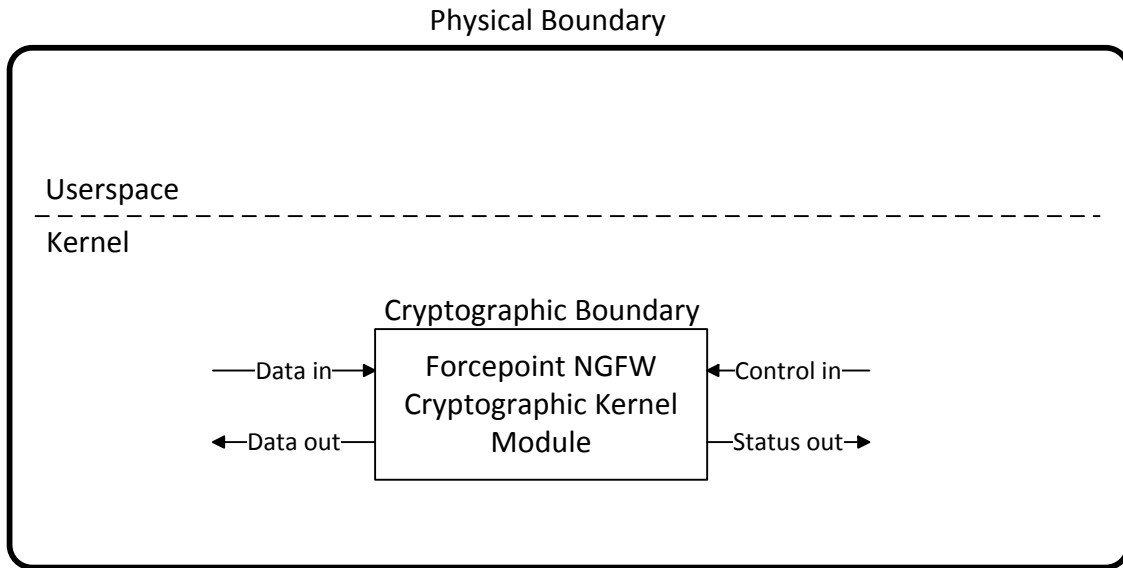 Physical Boundary
Userspace
Kernel
Cryptographic Boundary
Forcepoint NGFW
Cryptographic Kernel
Module
Data in
Control in
Data out
Status out